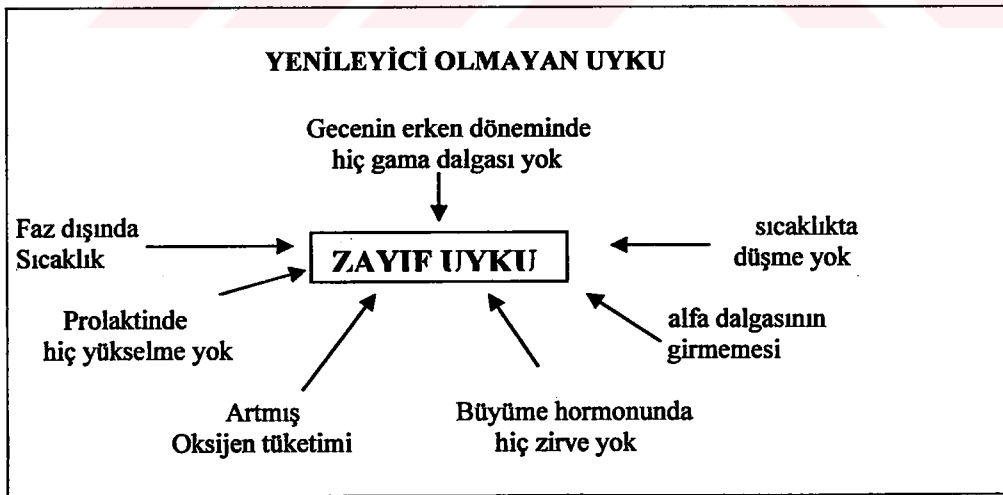 YENİLEYİCİ OLMAYAN UYKU
Gecenin erken döneminde
hiç gama dalgası yok
Faz dışında
Sıcaklık
ZAYIF UYKU
sıcaklıkta
düşme yok
Prolaktinde
hiç yükselme yok
alfa dalgasının
girmemesi
Artmış
Oksijen tüketimi
Büyüme hormonunda
hiç zirve yok